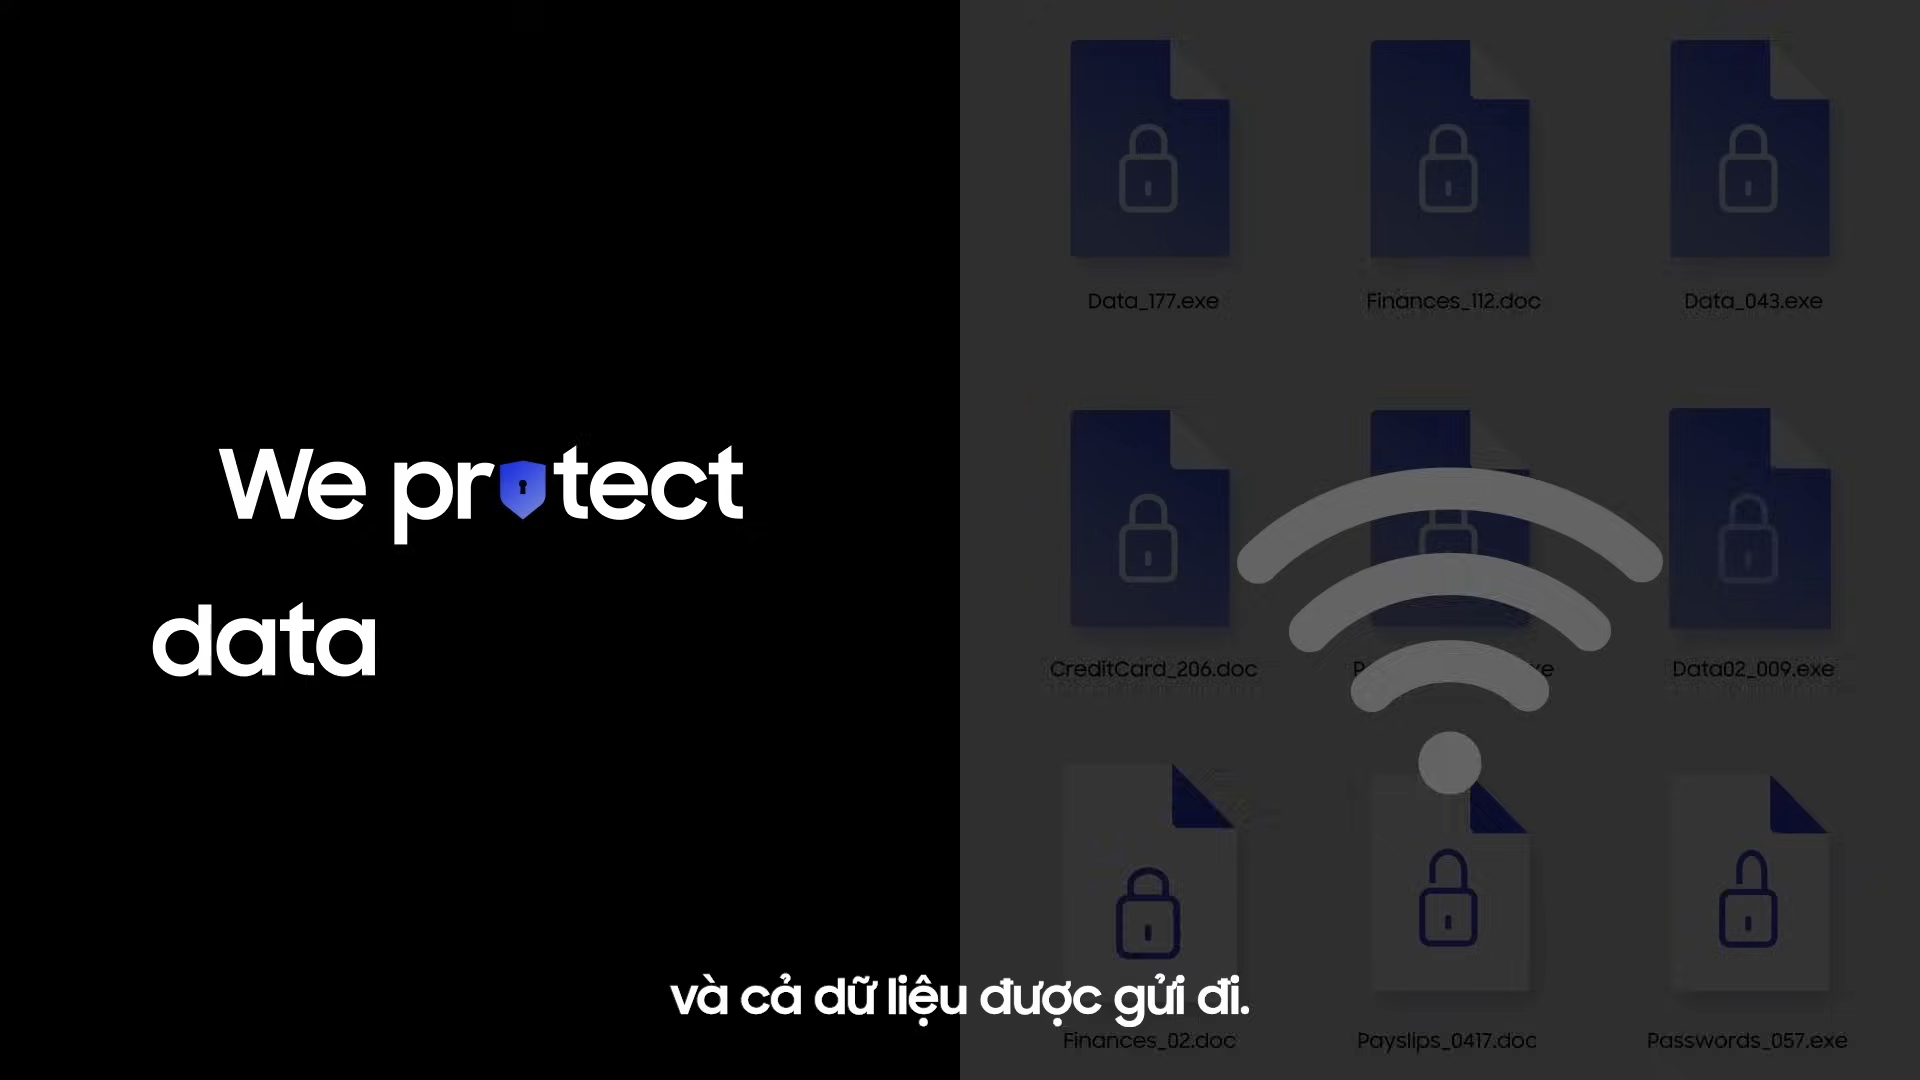 We protect
data
Data_177.exe
Finances_112.doc
Data_043.exe
CreditCard_206.doc
Data02_009.exe
và cả dữ liệu được gửi đi.
Finances_02.doc
Payslips_0417.doc
Passwords_057.exe